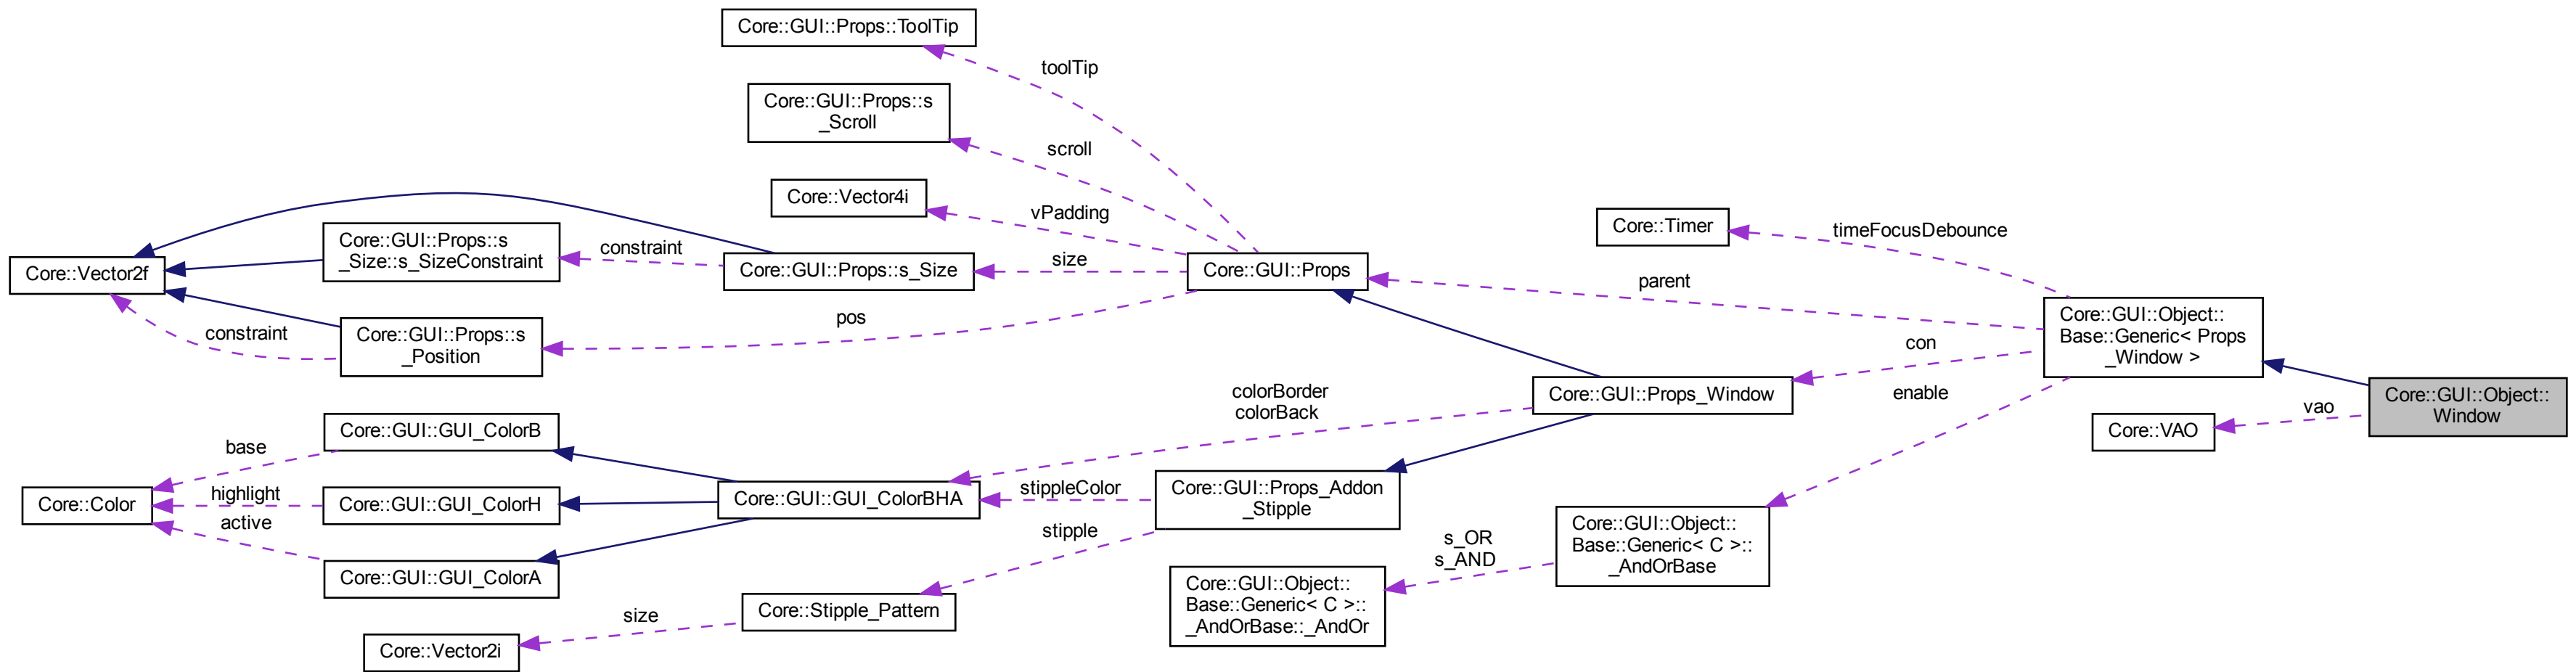 Core::GUI::Props::ToolTip
toolTip
Core::GUI::Props::s
_Scroll
scroll
Core::Vector4i
vPadding
Core::Timer
timeFocusDebounce
Core::GUI::Props::s
_Size::s_SizeConstraint
constraint
Core::Vector2f
Core::GUI::Props::s_Size
size
Core::GUI::Props
parent
Core::GUI::Props::s
_Position
constraint
pos
Core::GUI::Object::
Base::Generic< Props
_Window >
con
enable
Core::GUI::Props_Window
colorBorder
colorBack
Core::GUI::Object::
Window
vao
Core::VAO
Core::GUI::GUI_ColorB
base
Core::Color
highlight
active
Core::GUI::GUI_ColorH
Core::GUI::GUI_ColorA
Core::GUI::GUI_ColorBHA
stippleColor
Core::GUI::Props_Addon
_Stipple
stipple
Core::GUI::Object::
Base::Generic< C >::
_AndOrBase
s_OR
s_AND
Core::GUI::Object::
Base::Generic< C >::
_AndOrBase::_AndOr
Core::Stipple_Pattern
size
Core::Vector2i